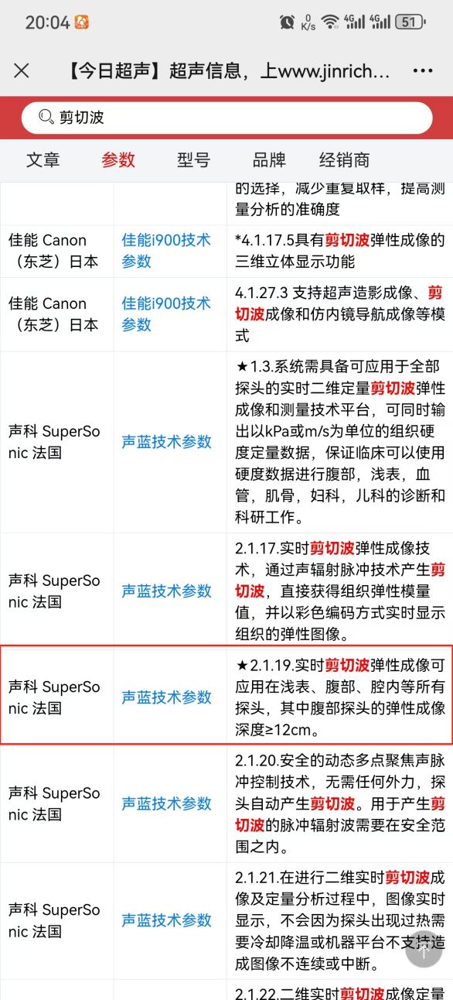 20:04
0 K/s 4G 4G 51
【今日超声】超声信息，上www.jinrich...
剪切波
文章 参数 型号 品牌 经销商
的选择，减少重复取样，提高测
量分析的准确度
佳能 Canon
（东芝）日本
佳能i900技术
参数
*4.1.17.5具有剪切波弹性成像的
三维立体显示功能
佳能 Canon
（东芝）日本
佳能i900技术
参数
4.1.27.3 支持超声造影成像、剪
切波成像和仿内镜导航成像等模
式
声科 SuperSo
nic 法国
声蓝技术参数
★1.3.系统需具备可应用于全部
探头的实时二维定量剪切波弹性
成像和测量技术平台，可同时输
出以kPa或m/s为单位的组织硬
度定量数据，保证临床可以使用
硬度数据进行腹部，浅表，血
管，肌骨，妇科，儿科的诊断和
科研工作。
声科 SuperSo
nic 法国
声蓝技术参数
2.1.17.实时剪切波弹性成像技
术，通过声辐射脉冲技术产生剪
切波，直接获得组织弹性模量
值，并以彩色编码方式实时显示
组织的弹性图像。
声科 SuperSo
nic 法国
声蓝技术参数
★2.1.19.实时剪切波弹性成像可
应用在浅表、腹部、腔内等所有
探头，其中腹部探头的弹性成像
深度≥12cm。
声科 SuperSo
nic 法国
声蓝技术参数
2.1.20.安全的动态多点聚焦声脉
冲控制技术，无需任何外力，探
头自动产生剪切波。用于产生剪
切波的脉冲辐射波需要在安全范
围之内。
声科 SuperSo
nic 法国
声蓝技术参数
2.1.21.在进行二维实时剪切波成
像及定量分析过程中，图像实时
显示，不会因为探头出现过热需
要冷却降温或机器平台不支持造
成图像不连续或中断。
2.1.22.二维实时剪切波成像定量